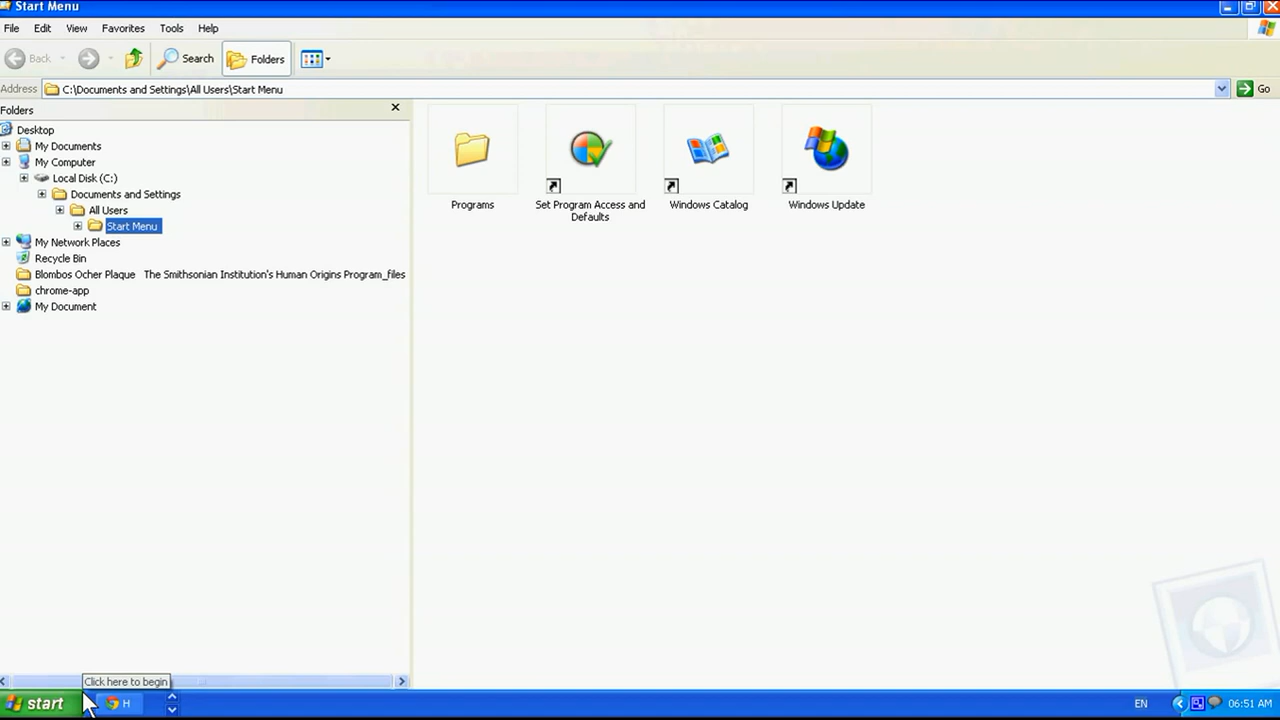 Start Menu
File Edit View Favorites Tools Help
Back Search Folders
Address C:\Documents and Settings\All Users\Start Menu Go
Folders
Desktop
My Documents
My Computer
Local Disk (C:)
Documents and Settings
All Users
Start Menu
My Network Places
Recycle Bin
Blombos Ocher Plaque The Smithsonian Institution's Human Origins Program_files
chrome-app
My Document
Programs
Set Program Access and
Defaults
Windows Catalog
Windows Update
Click here to begin
start H EN 06:51 AM